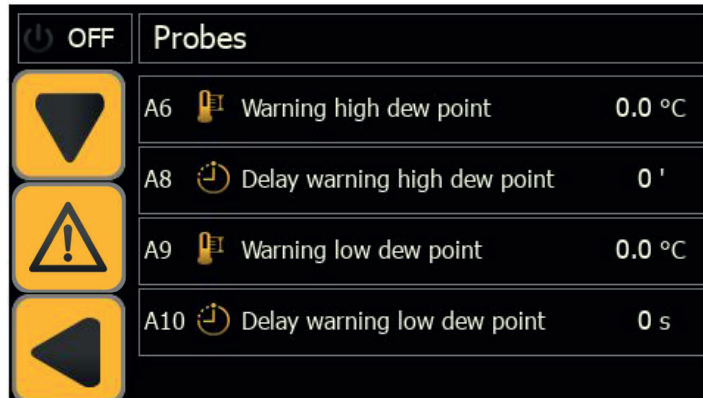 OFF Probes
A6 Warning high dew point 0.0 °C
A8 Delay warning high dew point 0 '
A9 Warning low dew point 0.0 °C
A10 Delay warning low dew point 0 s